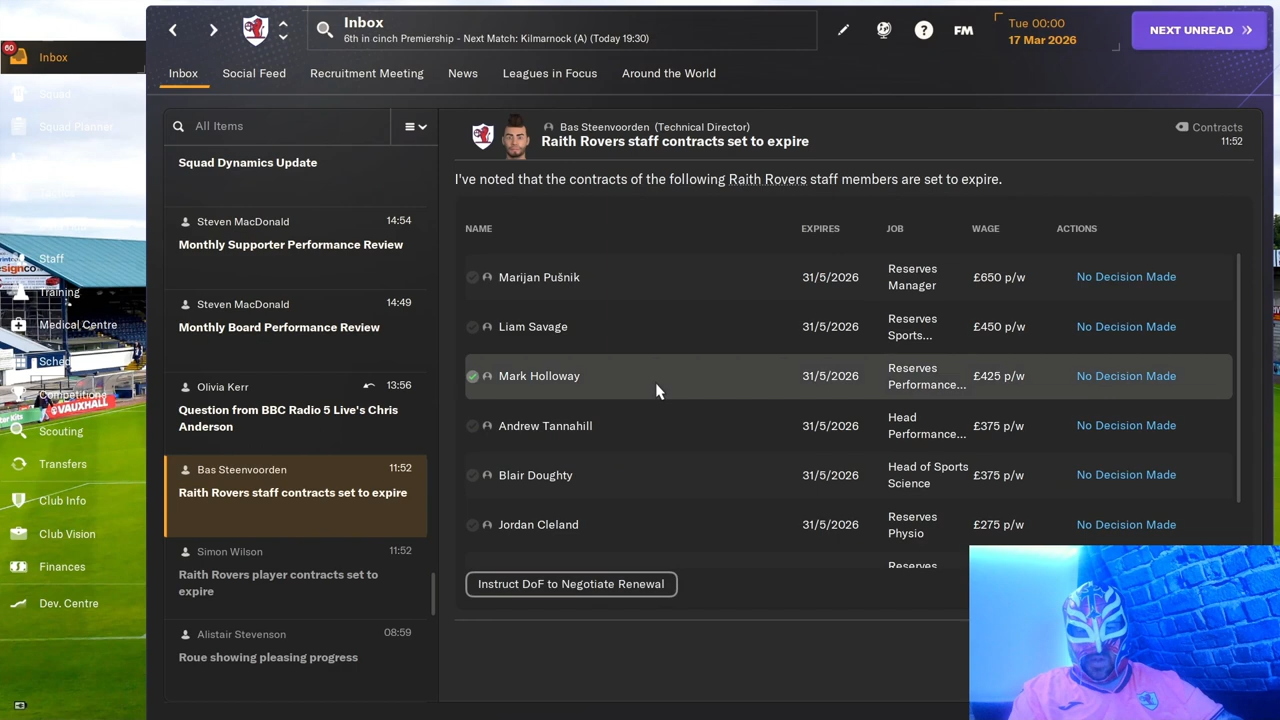 Inbox
6th in cinch Premiership - Next Match: Kilmarnock (A) (Today 19:30)
FM
Tue 00:00
17 Mar 2026
NEXT UNREAD
60
Inbox
Squad
Squad Planner
Staff
Training
Medical Centre
Sched
Competitions
Scouting
Transfers
Club Info
Club Vision
Finances
Dev. Centre
VAUXHALL
Inbox
Social Feed
Recruitment Meeting
News
Leagues in Focus
Around the World
All Items
Squad Dynamics Update
Steven MacDonald 14:54
Monthly Supporter Performance Review
Steven MacDonald 14:49
Monthly Board Performance Review
Olivia Kerr 13:56
Question from BBC Radio 5 Live's Chris
Anderson
Bas Steenvoorden 11:52
Raith Rovers staff contracts set to expire
Simon Wilson 11:52
Raith Rovers player contracts set to
expire
Alistair Stevenson 08:59
Roue showing pleasing progress
Bas Steenvoorden (Technical Director)
Raith Rovers staff contracts set to expire
Contracts
11:52
I've noted that the contracts of the following Raith Rovers staff members are set to expire.
NAME EXPIRES JOB WAGE ACTIONS
Marijan Pušnik 31/5/2026 Reserves Manager £650 p/w No Decision Made
Liam Savage 31/5/2026 Reserves Sports... £450 p/w No Decision Made
Mark Holloway 31/5/2026 Reserves Performance... £425 p/w No Decision Made
Andrew Tannahill 31/5/2026 Head Performance... £375 p/w No Decision Made
Blair Doughty 31/5/2026 Head of Sports Science £375 p/w No Decision Made
Jordan Cleland 31/5/2026 Reserves Physio £275 p/w No Decision Made
Reserves
Instruct DoF to Negotiate Renewal